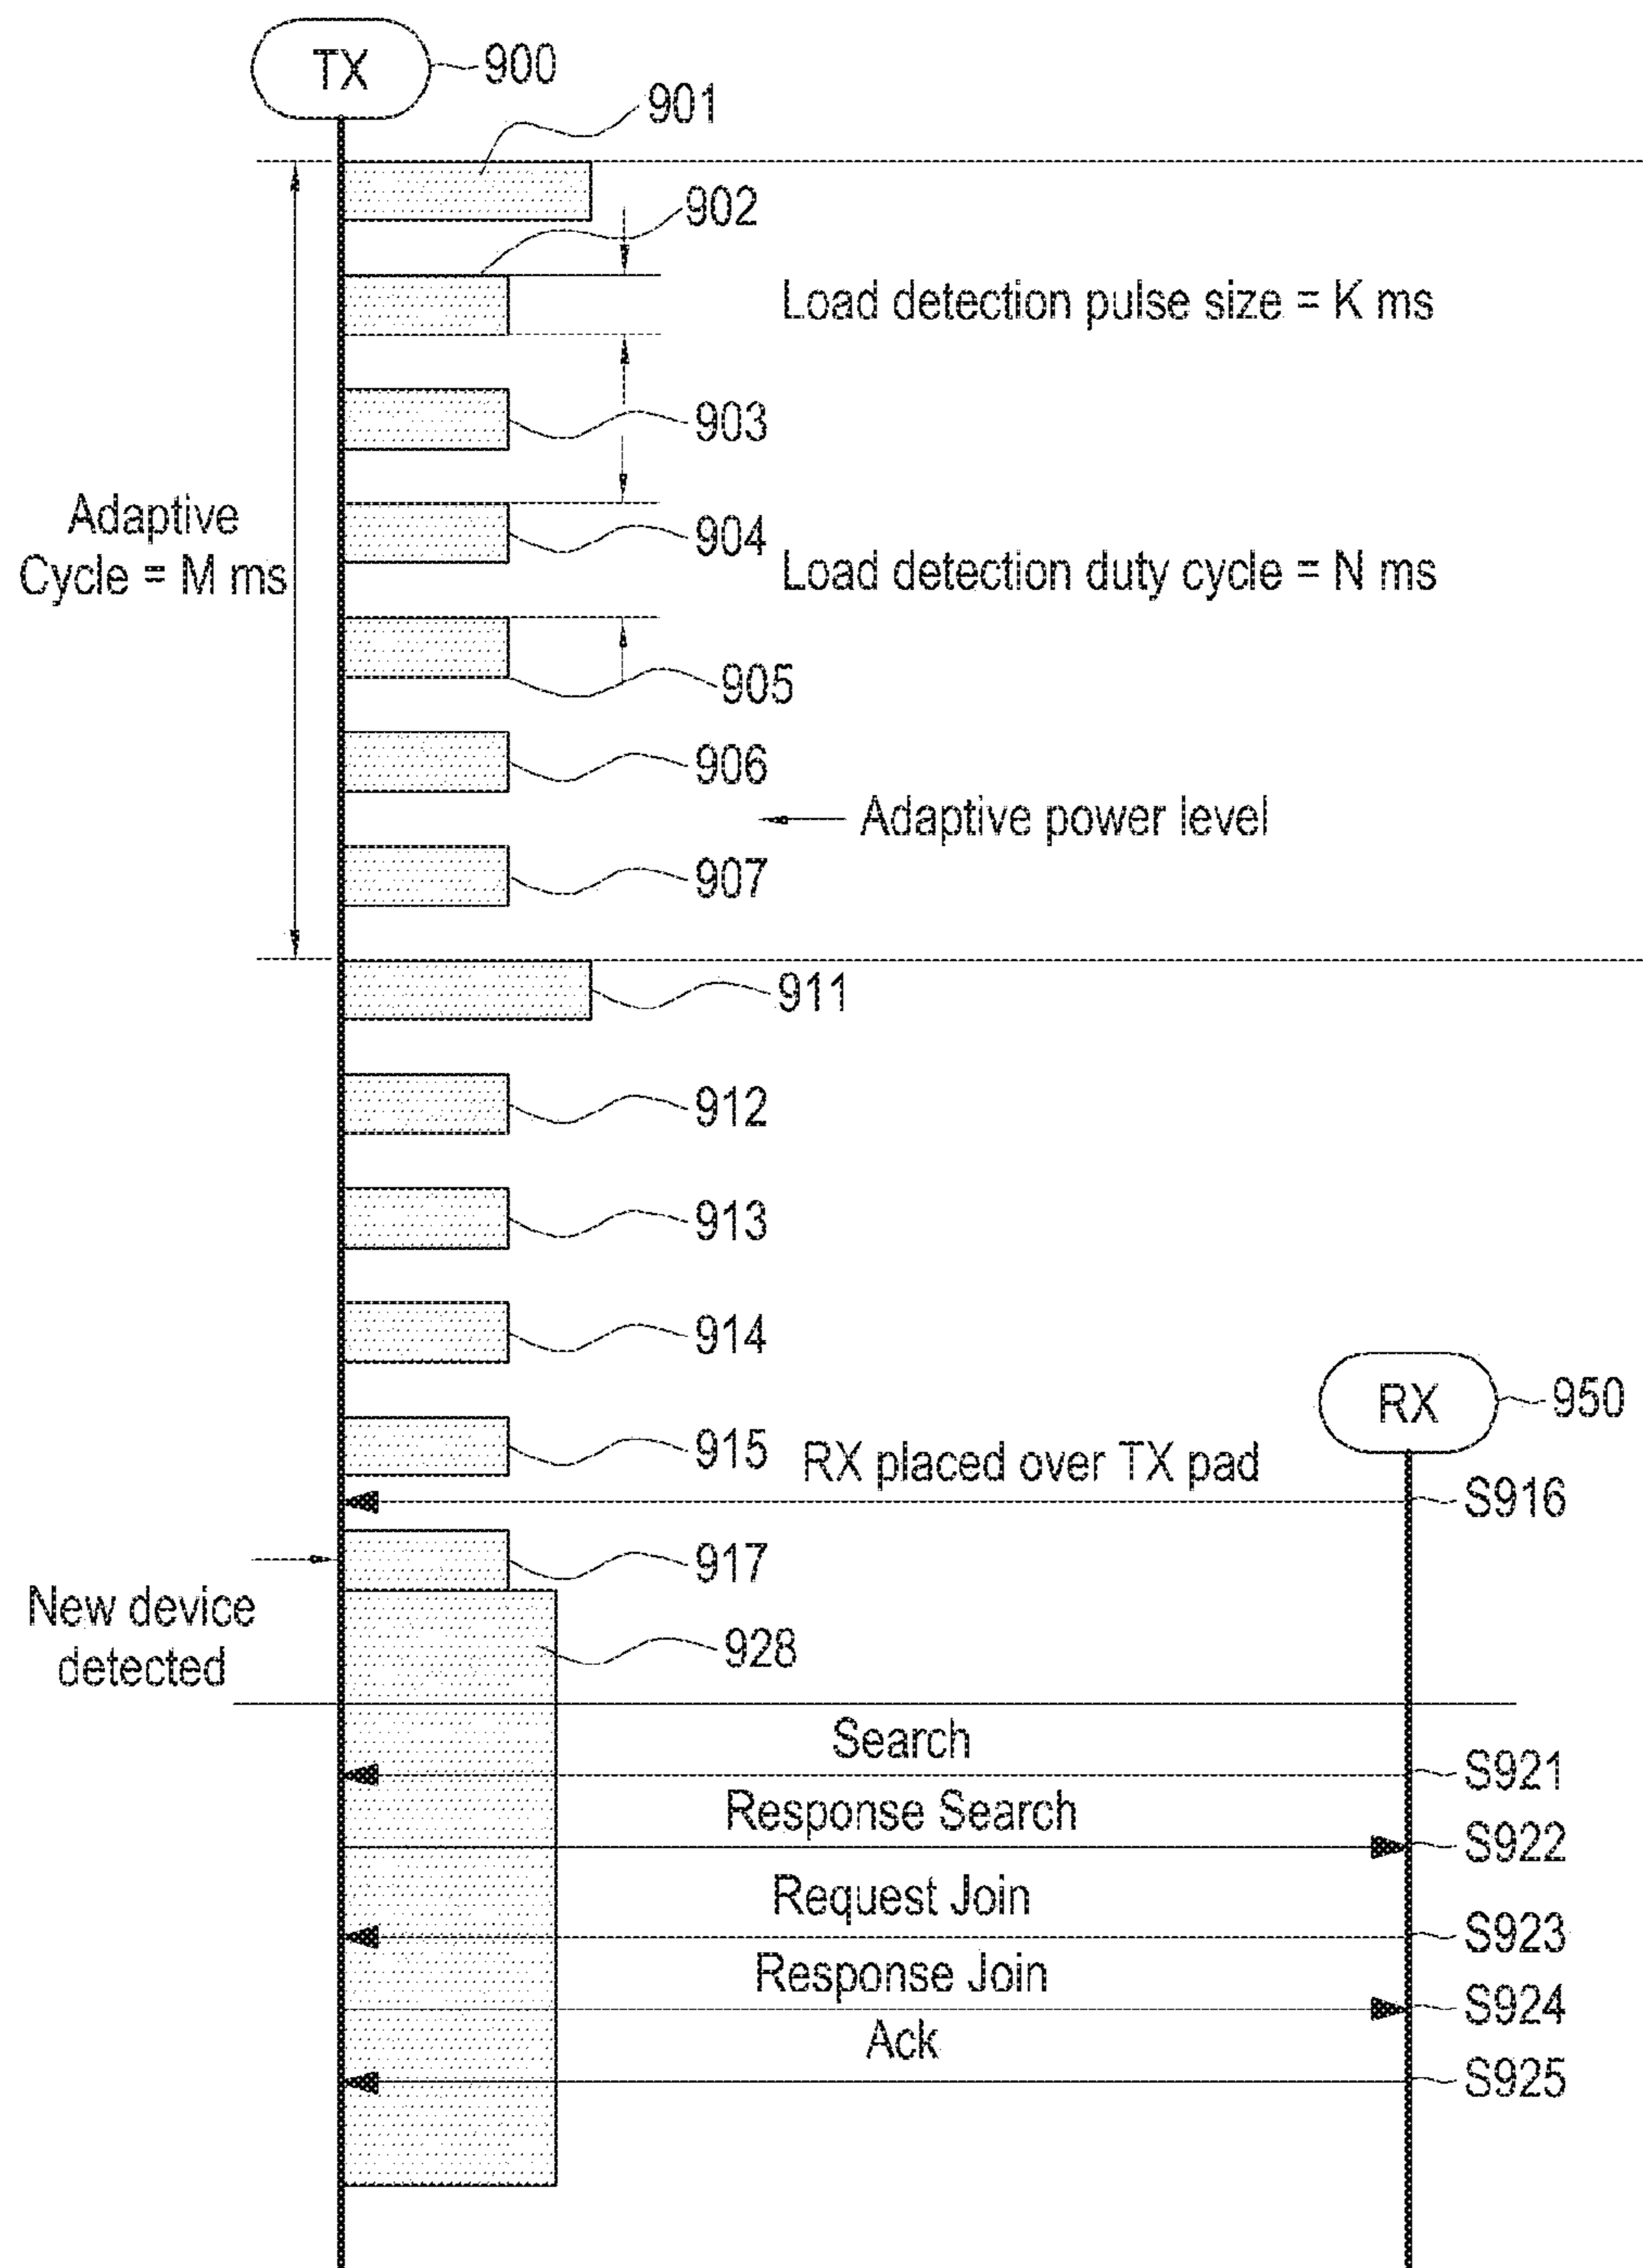 TX
900
901
902
Load detection pulse size = K ms
903
Adaptive
Cycle = M ms
904
Load detection duty cycle = N ms
905
906
Adaptive power level
907
911
912
913
914
RX
950
915
RX placed over TX pad
S916
917
New device
detected
928
Search
S921
Response Search
S922
Request Join
S923
Response Join
S924
Ack
S925